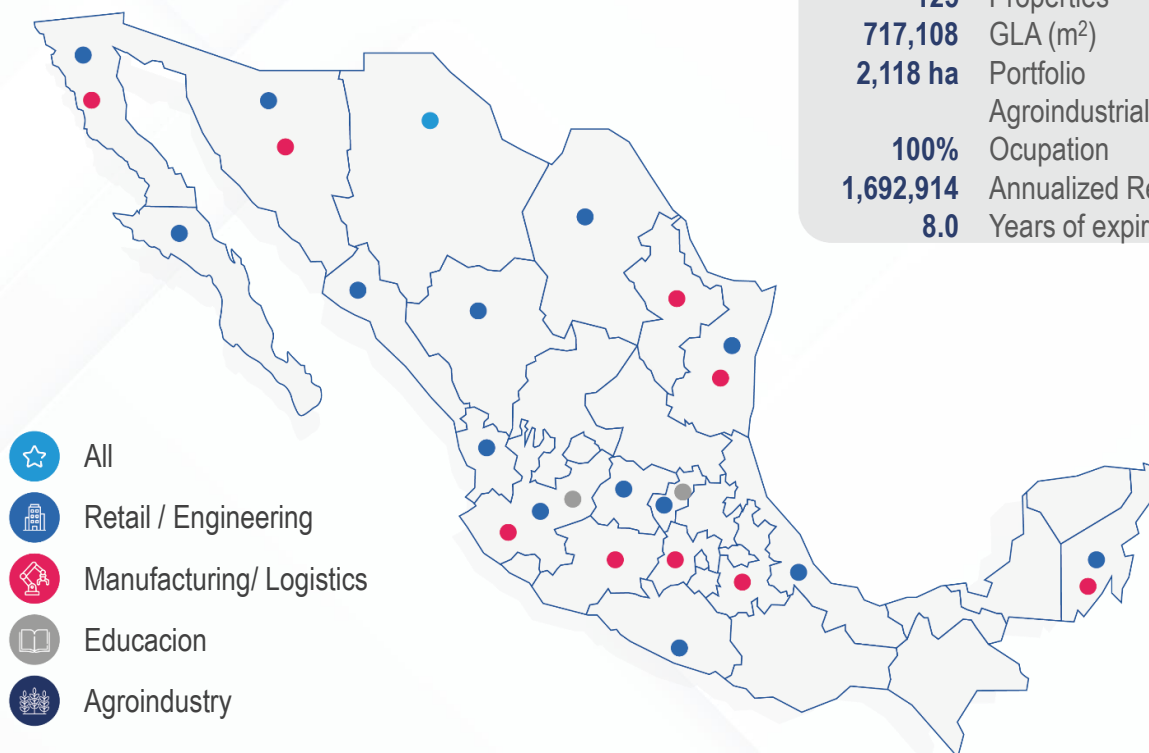 717,108 GLA (m²)
2,118 ha Portfolio
Agroindustrial
100% Ocupation
1,692,914 Annualized
8.0 Years of
All
Retail / Engineering
Manufacturing/ Logistics
Educacion
Agroindustry